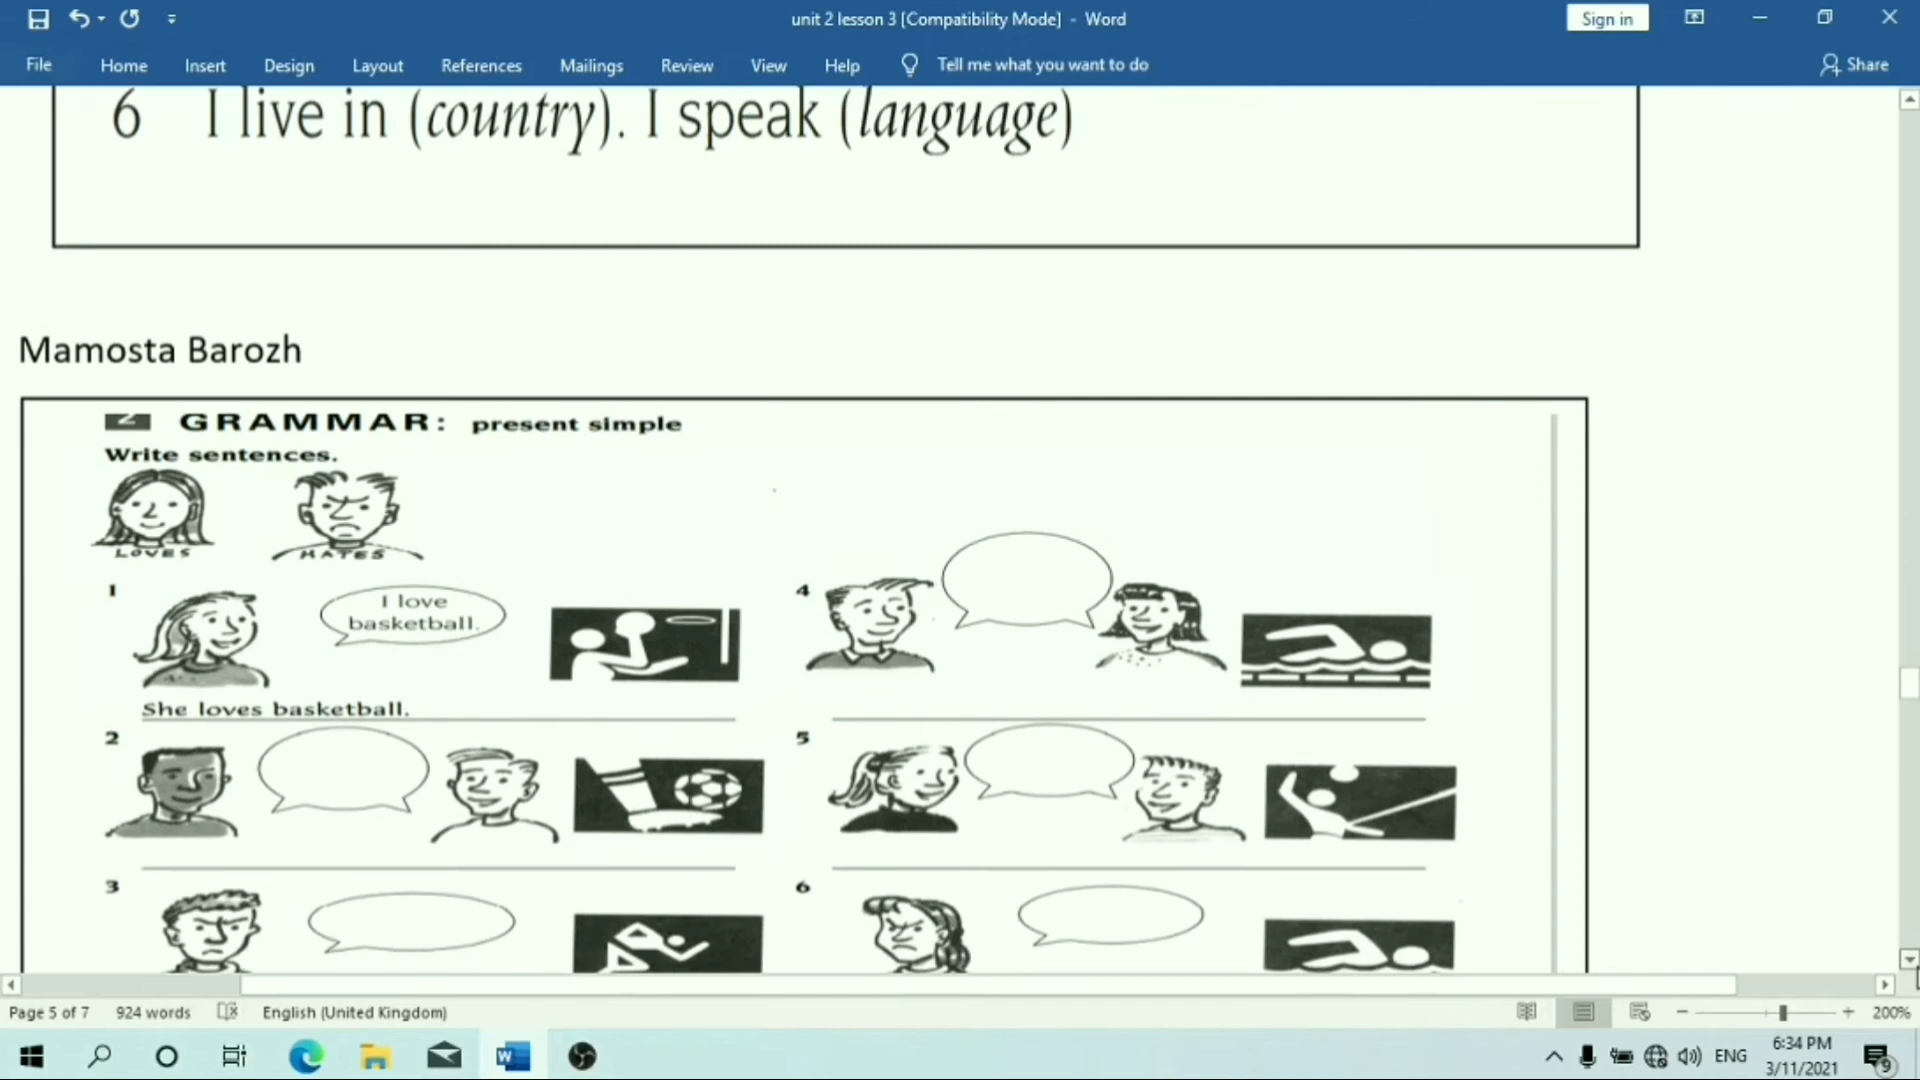 unit 2 lesson 3 [Compatibility Mode] - Word
Sign in
File Home Insert Design Layout References Mailings Review View Help Tell me what you want to do Share
6 I live in (country). I speak (language)
Mamosta Barozh
2 GRAMMAR: present simple
Write sentences.
LOVES HATES
1
I love
basketball.
She loves basketball.
2
3
4
5
6
Page 5 of 7 924 words English (United Kingdom) 200%
ENG
6:34 PM
3/11/2021
9